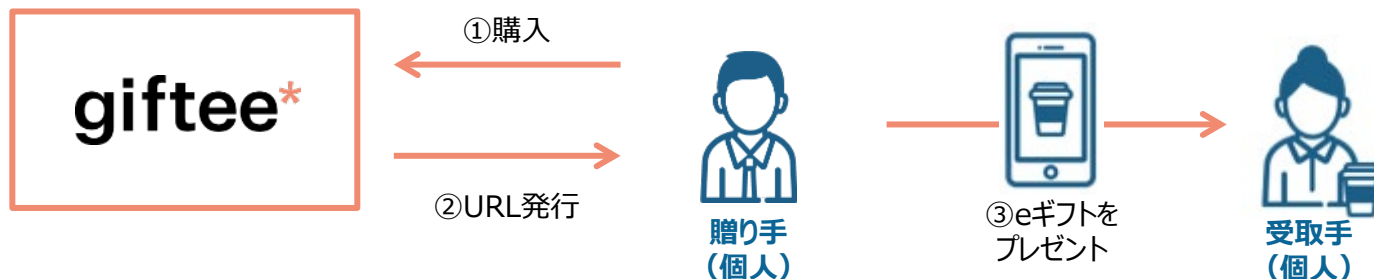 ①購入
giftee*
②URL発行
贈り手
（個人）
③eギフトを
プレゼント
受取手
（個人）